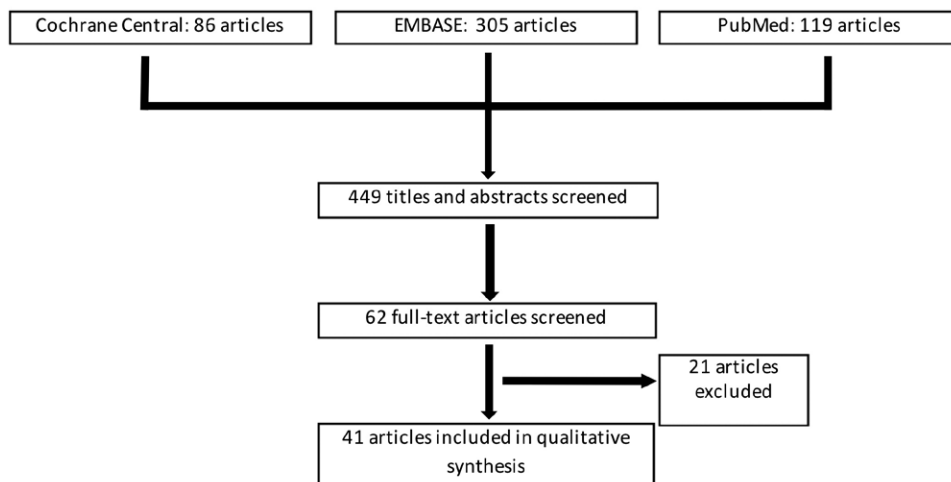 Cochrane Central: 86 articles
EMBASE: 305 articles
PubMed: 119 articles
449 titles and abstracts screened
62 full-text articles screened
21 articles
excluded
41 articles included in qualitative
synthesis